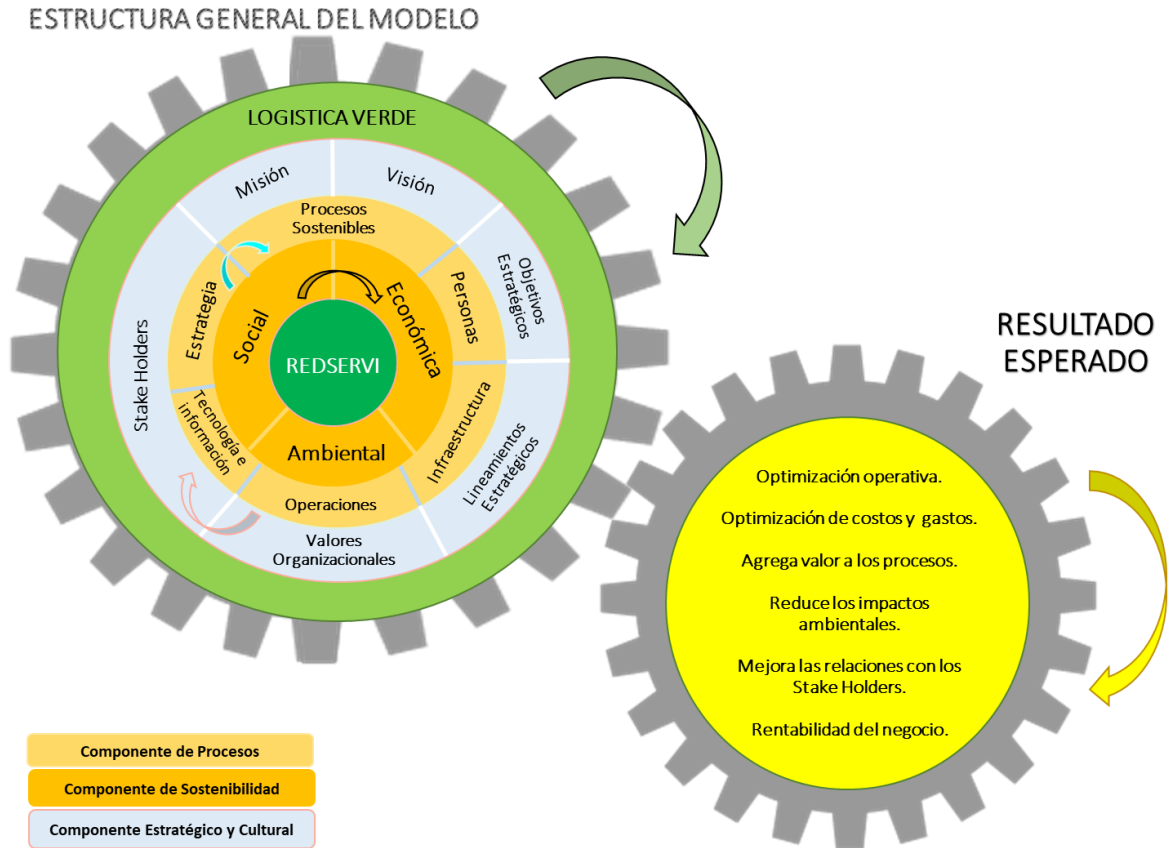 ESTRUCTURA GENERAL DEL MODELO
LOGISTICA VERDE
Misión
Visión
Objetivos
Estratégicos
Lineamientos
Estratégicos
Valores
Organizacionales
Stake Holders
Procesos
Sostenibles
Personas
Infraestructura
Operaciones
Tecnología e
información
Estrategia
Social
Económica
Ambiental
REDSERVI
RESULTADO
ESPERADO
Optimización operativa.
Optimización de costos y gastos.
Agrega valor a los procesos.
Reduce los impactos
ambientales.
Mejora las relaciones con los
Stake Holders.
Rentabilidad del negocio.
Componente de Procesos
Componente de Sostenibilidad
Componente Estratégico y Cultural